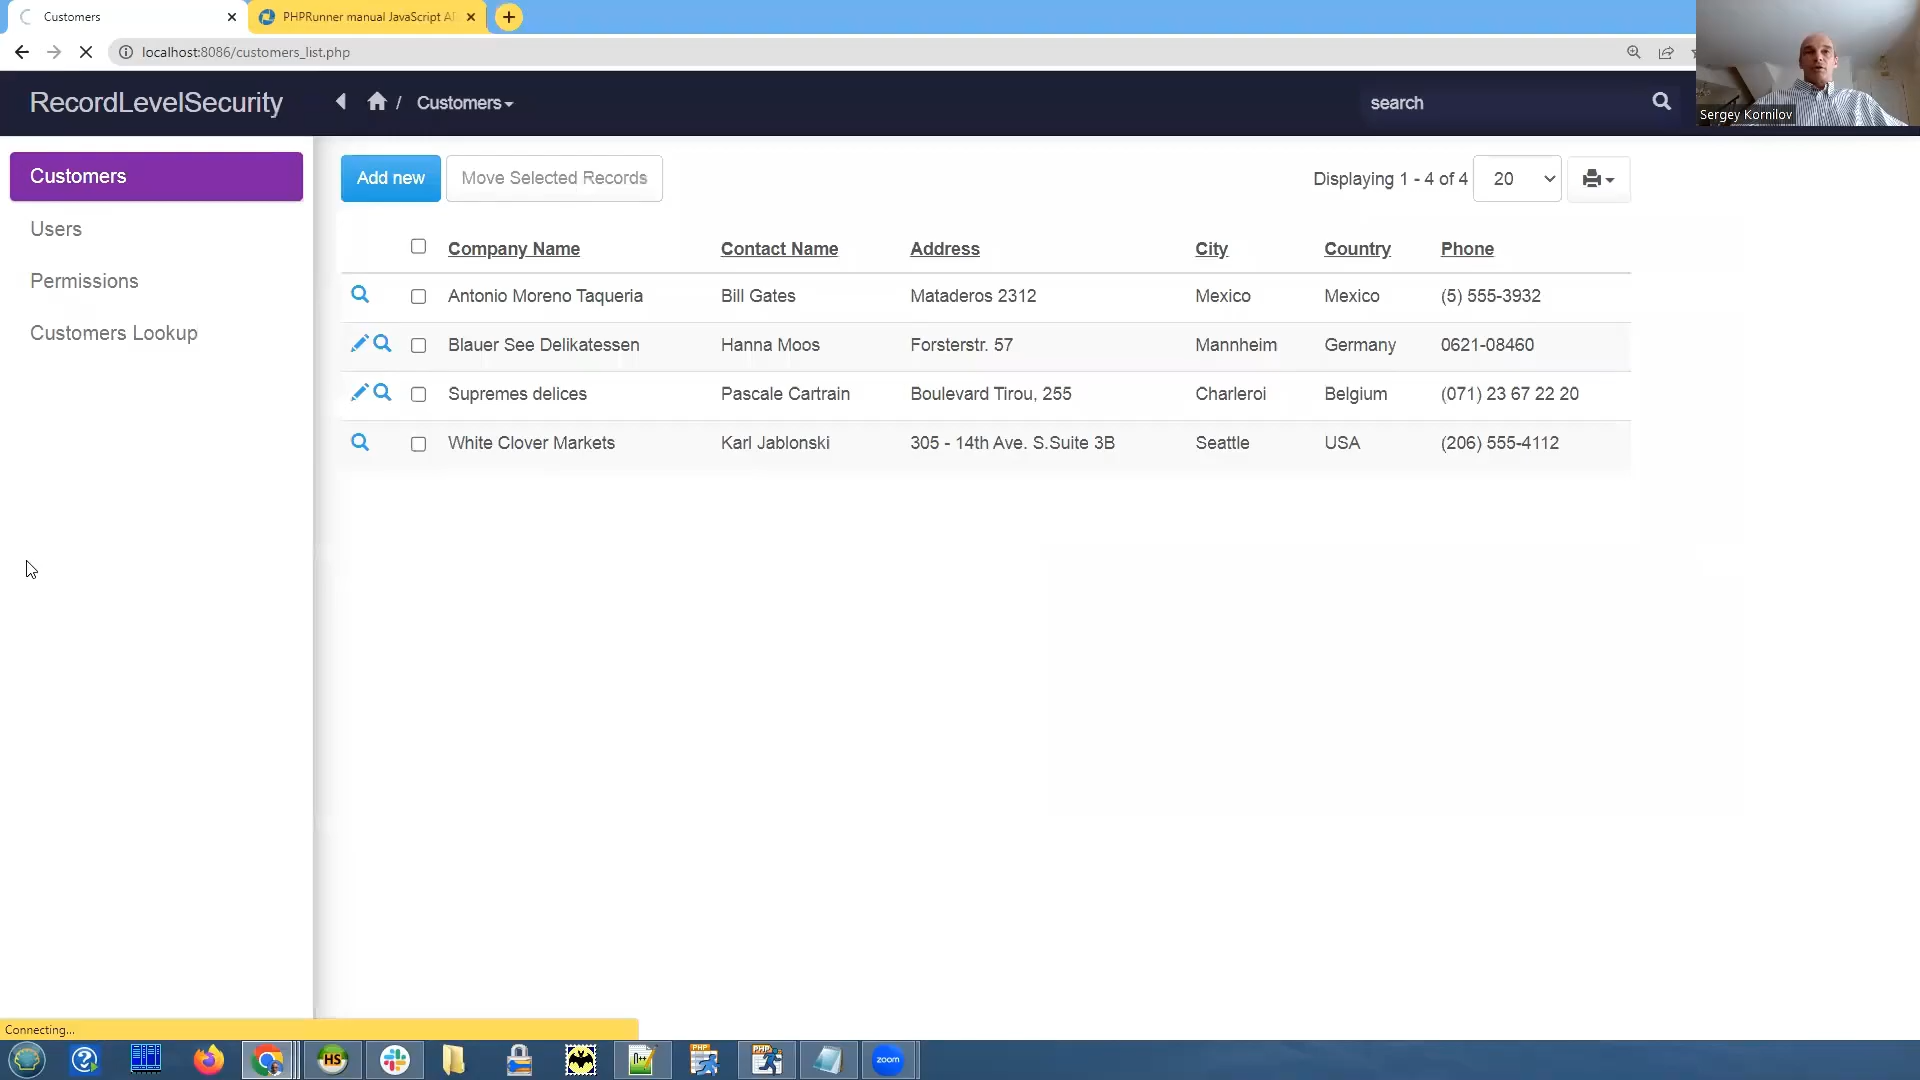 Customers
PHPRunner manual JavaScript AP
localhost:8086/customers_list.php
RecordLevelSecurity
/ Customers
search
Sergey Kornilov
Customers
Users
Permissions
Customers Lookup
Add new
Move Selected Records
Displaying 1 - 4 of 4
20
Company Name Contact Name Address City Country Phone
Antonio Moreno Taqueria Bill Gates Mataderos 2312 Mexico Mexico (5) 555-3932
Blauer See Delikatessen Hanna Moos Forsterstr. 57 Mannheim Germany 0621-08460
Supremes delices Pascale Cartrain Boulevard Tirou, 255 Charleroi Belgium (071) 23 67 22 20
White Clover Markets Karl Jablonski 305 - 14th Ave. S.Suite 3B Seattle USA (206) 555-4112
Connecting...
HS
PHP
PHP
zoom